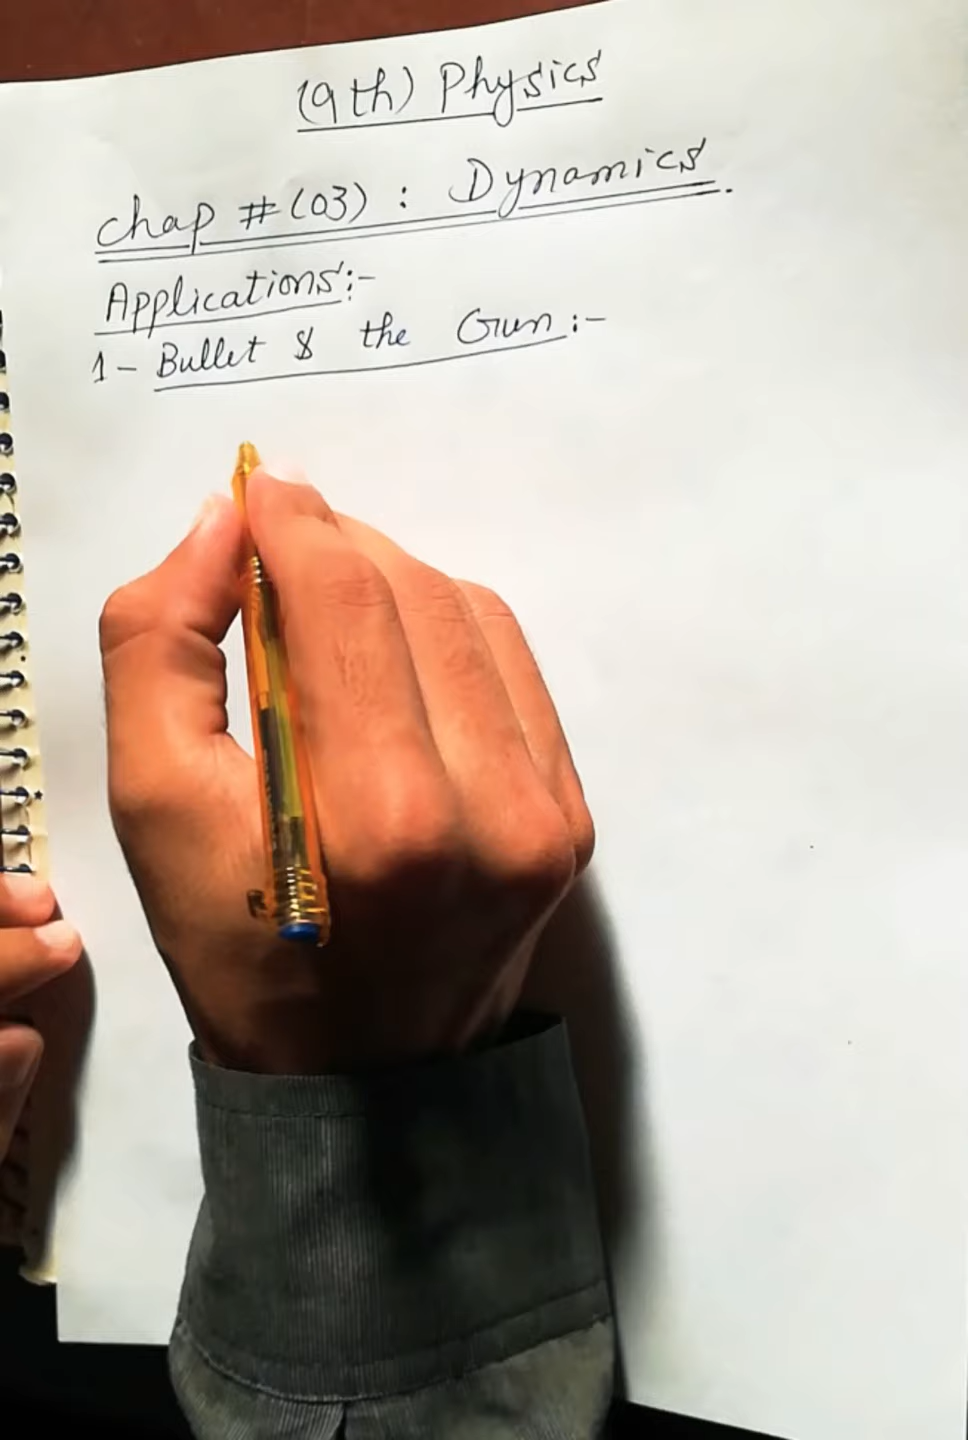 (9th) Physics
chap #(03) : Dynamics.
Applications:-
1- Bullet & the Gun:-